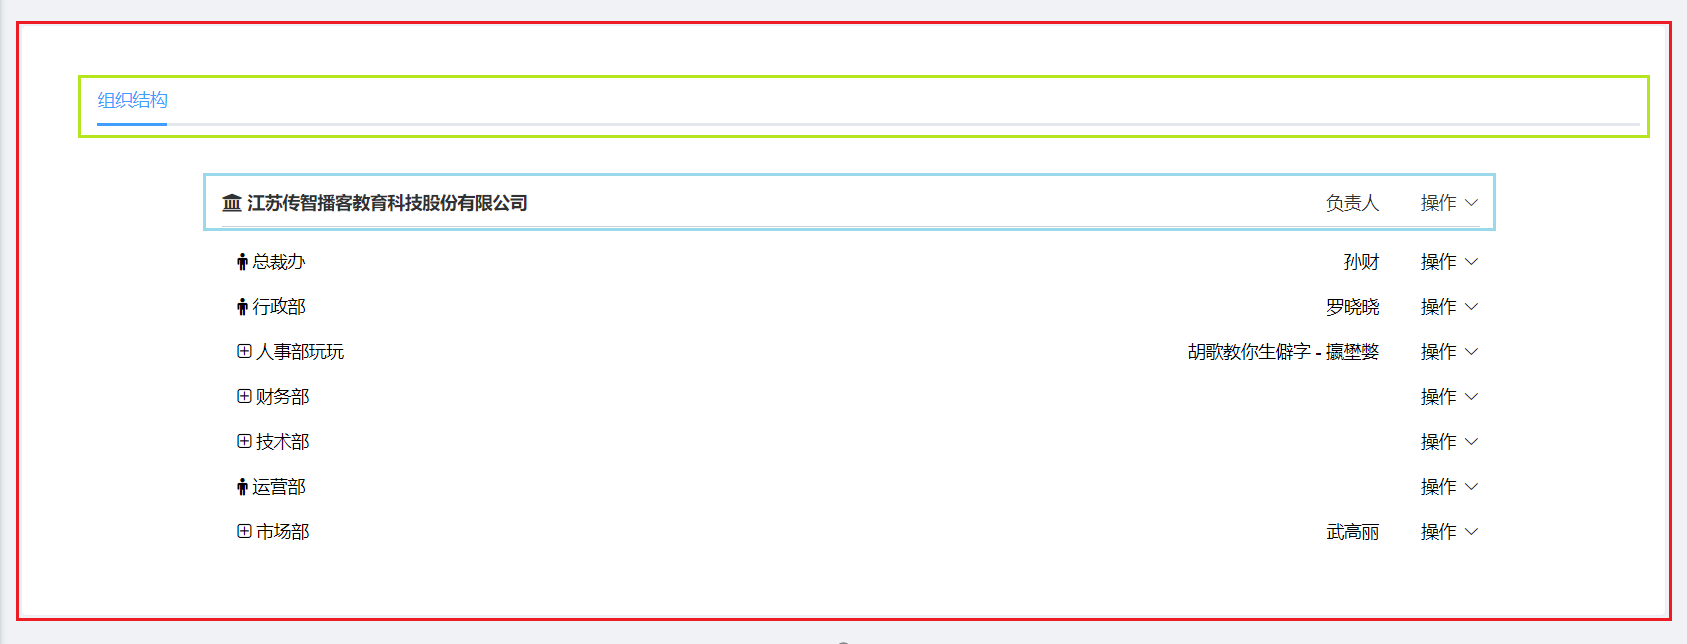 组织结构
江苏传智播客教育科技股份有限公司 负责人 操作
总裁办 孙财 操作
行政部 罗晓晓 操作
人事部玩玩 胡歌教你生僻字 - 操作
财务部 操作
技术部 操作
运营部 操作
市场部 武高丽 操作